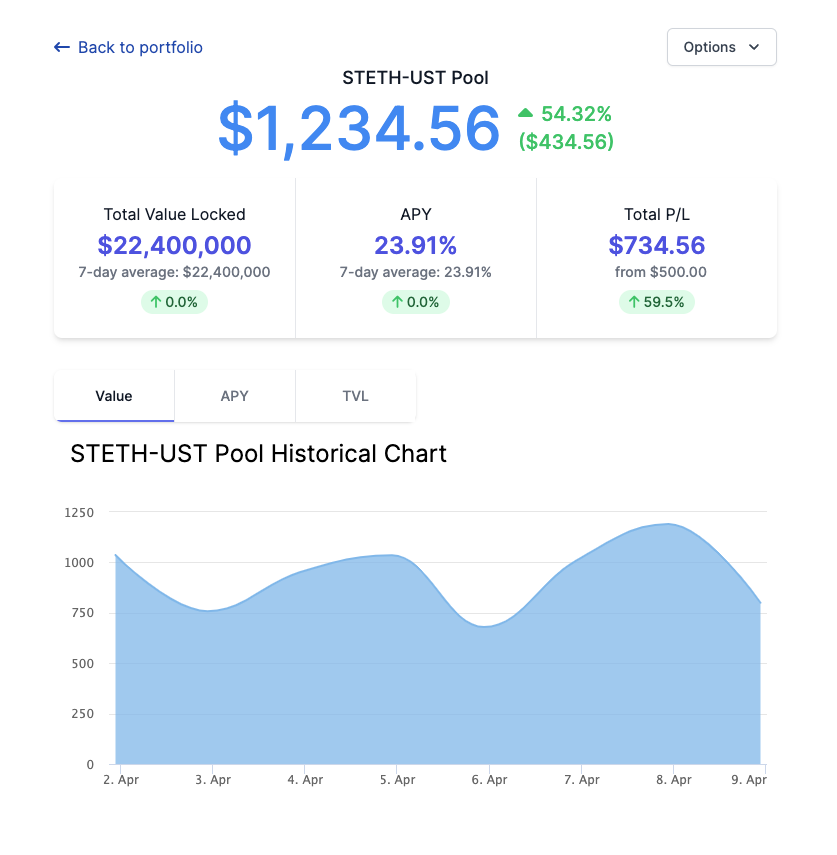 Back to portfolio
Options
STETH-UST Pool
$1,234.56
54.32%
($434.56)
Total Value Locked
$22,400,000
7-day average: $22,400,000
0.0%
APY
23.91%
7-day average: 23.91%
0.0%
Total P/L
$734.56
from $500.00
59.5%
Value APY TVL
STETH-UST Pool Historical Chart
1250
1000
750
500
250
0
2. Apr 3. Apr 4. Apr 5. Apr 6. Apr 7. Apr 8. Apr 9. Apr